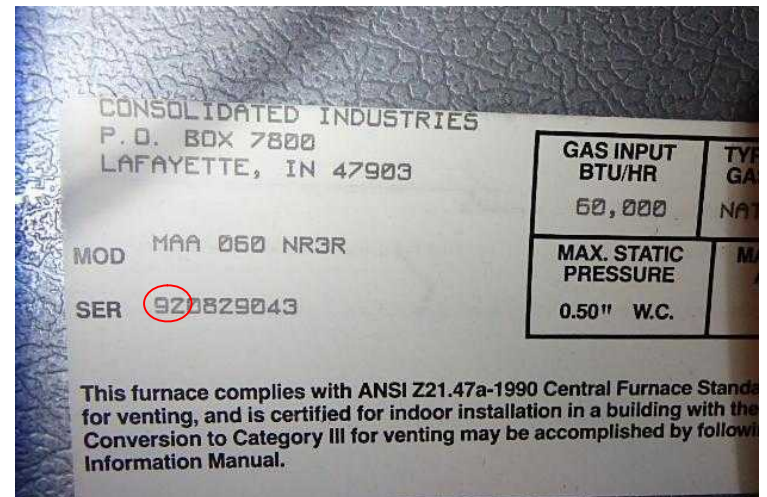 CONSOLIDATED INDUSTRIES
P.O. BOX 7800
LAFAYETTE, IN 47903
GAS INPUT
BTU/HR
60,000
NAT
MOD MAA 060 NR3R
MAX. STATIC
PRESSURE
SER 920829043
0.50" W.C.
This furnace complies with ANSI Z21.47a-1990 Central Furnace
for venting, and is certified for indoor installation in a building with the
Conversion to Category III for venting may be accomplished by
Information Manual.